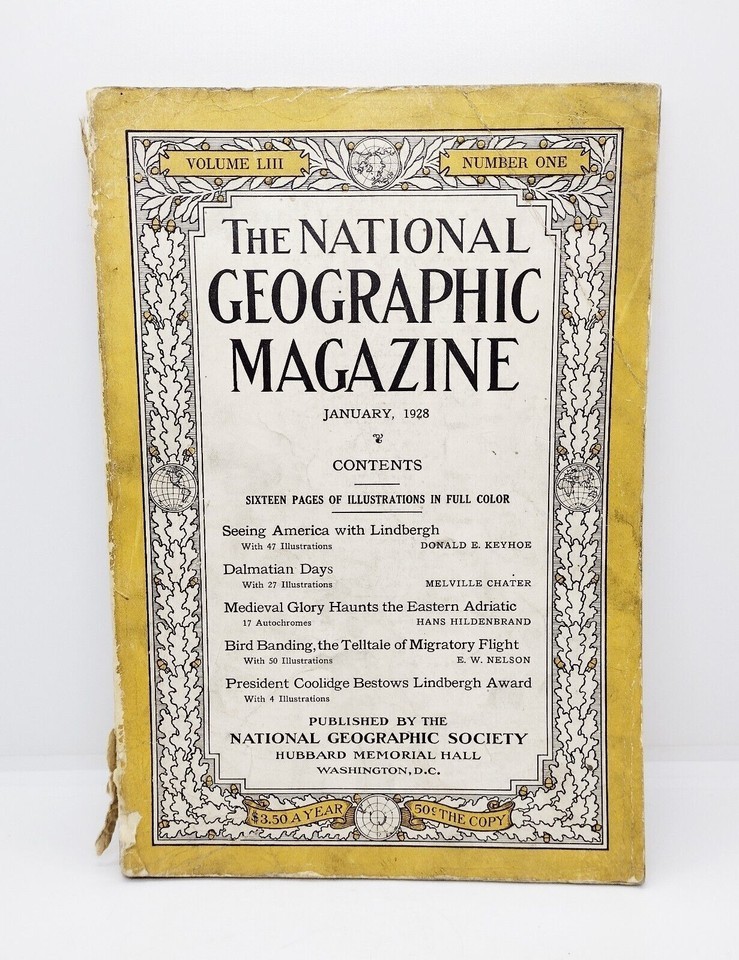 VOLUME LIII NUMBER ONE
THE NATIONAL
GEOGRAPHIC
MAGAZINE
JANUARY, 1928
CONTENTS
SIXTEEN PAGES OF ILLUSTRATIONS IN FULL COLOR
Seeing America with Lindbergh
With 47 Illustrations DONALD E. KEYHOE
Dalmatian Days
With 27 Illustrations MELVILLE CHATER
Medieval Glory Haunts the Eastern Adriatic
17 Autochromes HANS HILDENBRAND
Bird Banding, the Telltale of Migratory Flight
With 50 Illustrations E. W. NELSON
President Coolidge Bestows Lindbergh Award
With 4 Illustrations
PUBLISHED BY THE
NATIONAL GEOGRAPHIC SOCIETY
HUBBARD MEMORIAL HALL
WASHINGTON, D.C.
$3.50 A YEAR 50¢ THE COPY